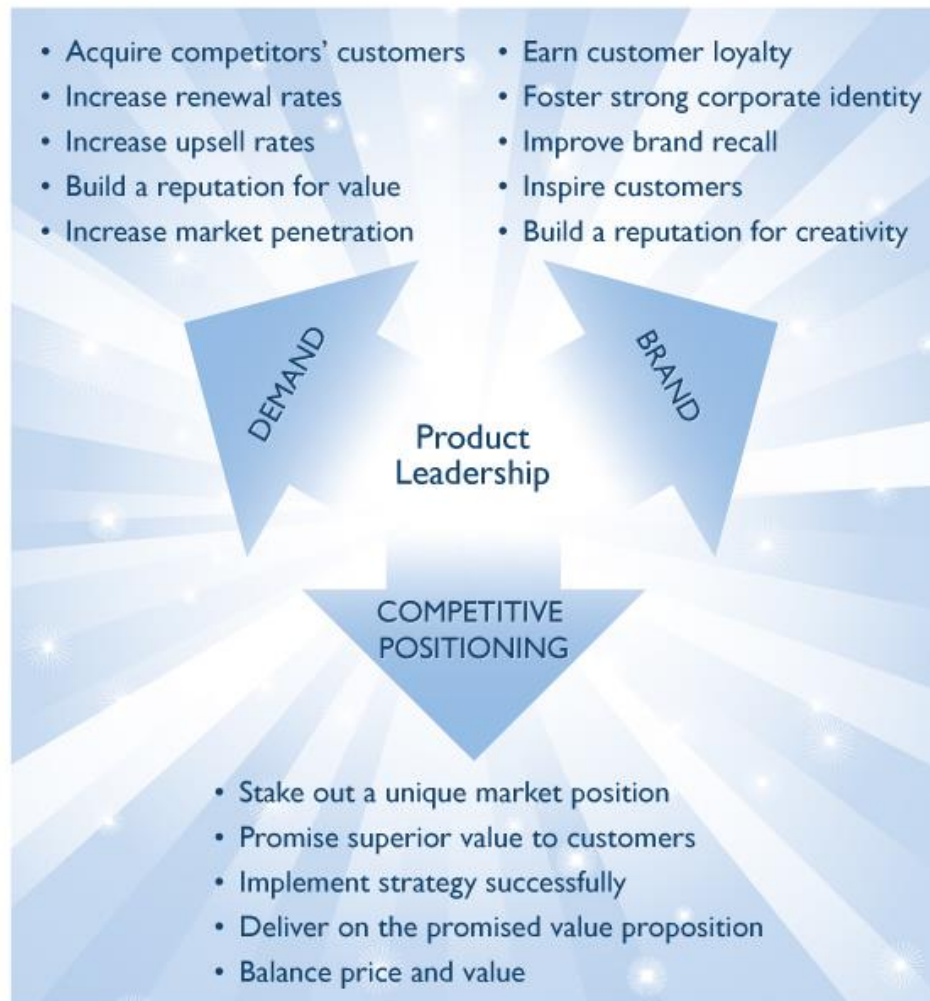 • Acquire competitors' customers
• Increase renewal rates
• Increase upsell rates
• Build a reputation for value
• Increase market penetration
• Earn customer loyalty
• Foster strong corporate identity
• Improve brand recall
• Inspire customers
• Build a reputation for creativity
DEMAND
BRAND
Product
Leadership
COMPETITIVE
POSITIONING
• Stake out a unique market position
• Promise superior value to customers
• Implement strategy successfully
• Deliver on the promised value proposition
• Balance price and value